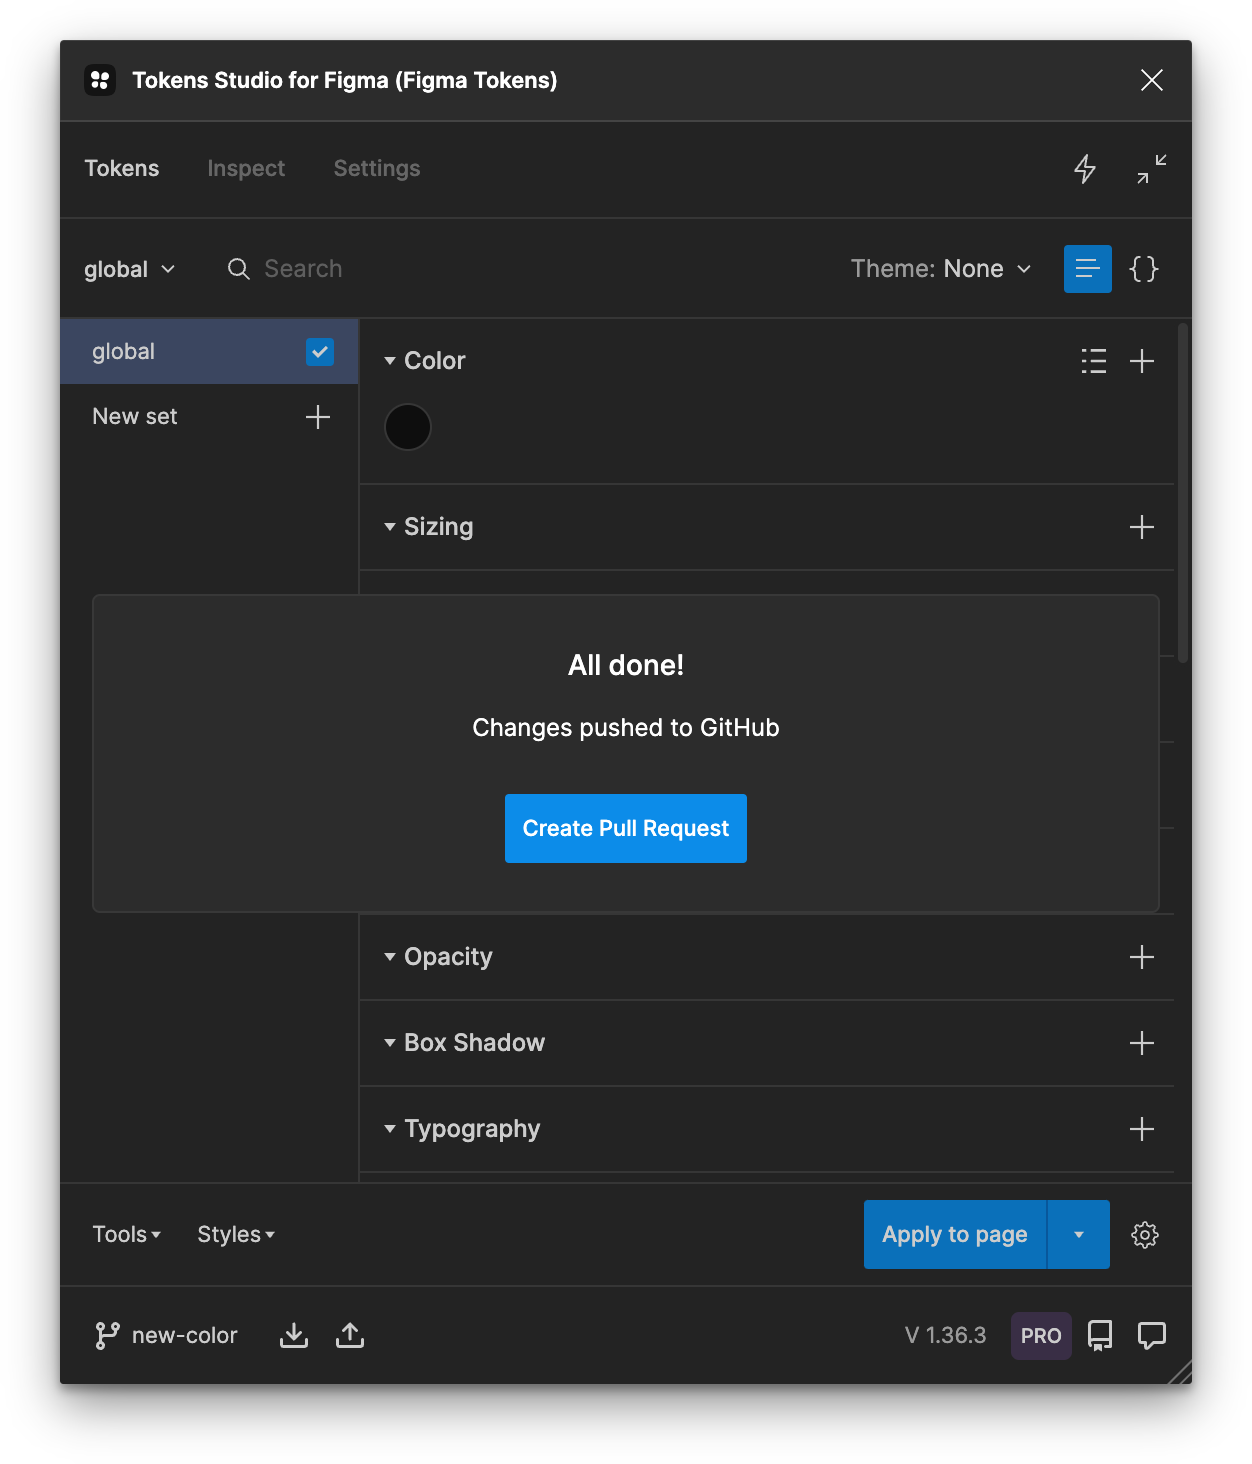 Tokens Studio for Figma (Figma Tokens)
Tokens Inspect Settings
global Search Theme: None
global
New set
Color
Sizing
All done!
Changes pushed to GitHub
Create Pull Request
Opacity
Box Shadow
Typography
Tools Styles Apply to page
new-color V 1.36.3 PRO